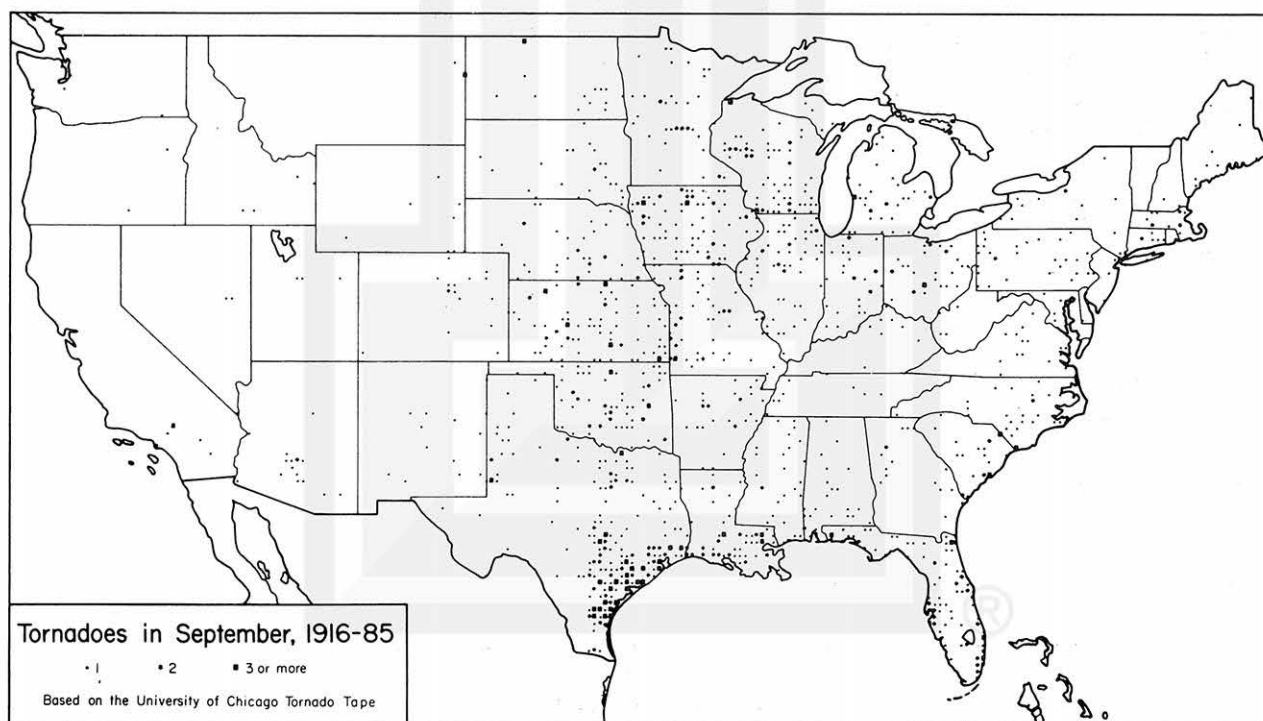 Tornadoes in September, 1916-85
· 1 • 2 ■ 3 or more
Based on the University of Chicago Tornado Tape
®